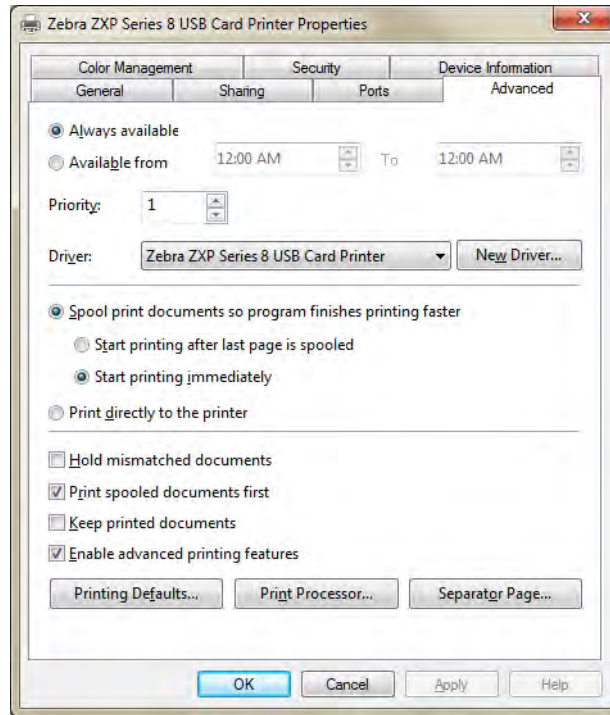 Zebra ZXP Series 8 USB Card Printer Properties
Color Management Security Device Information
General Sharing Ports Advanced
Always available
Available from 12:00 AM To 12:00 AM
Priority: 1
Driver: Zebra ZXP Series 8 USB Card Printer New Driver...
Spool print documents so program finishes printing faster
Start printing after last page is spooled
Start printing immediately
Print directly to the printer
Hold mismatched documents
Print spooled documents first
Keep printed documents
Enable advanced printing features
Printing Defaults... Print Processor... Separator Page...
OK Cancel Apply Help